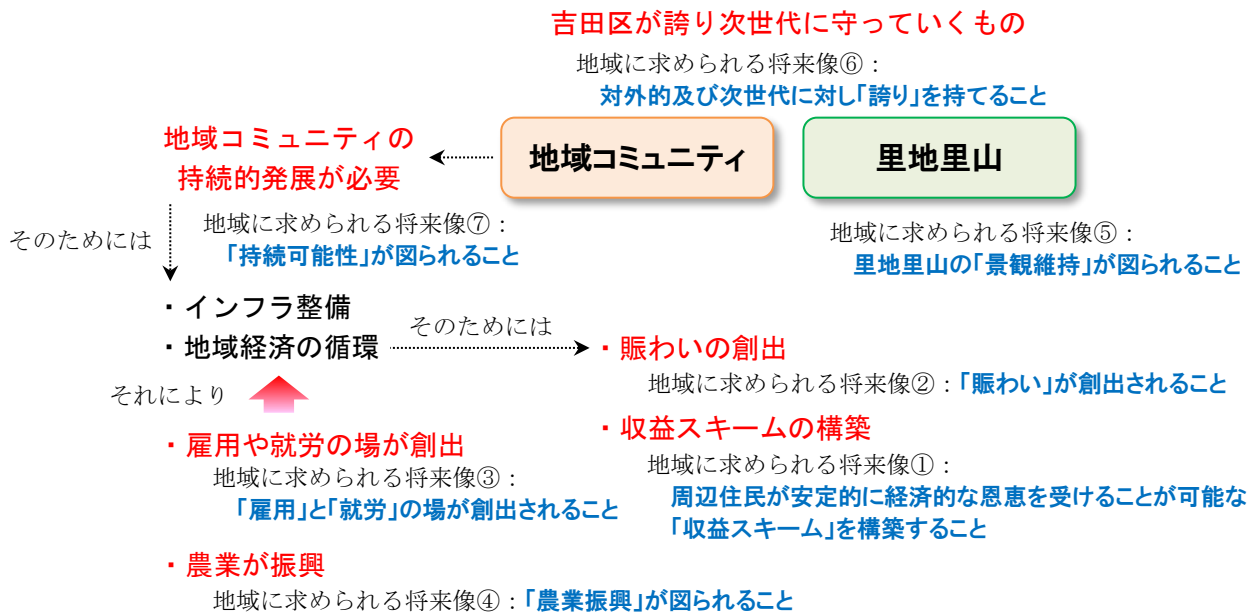 吉田区が誇り次世代に守っていくもの
地域に求められる将来像⑥：
対外的及び次世代に対し「誇り」を持てること
地域コミュニティ
里地里山
地域コミュニティの
持続的発展が必要
地域に求められる将来像⑦：
「持続可能性」が図られること
地域に求められる将来像⑤：
里地里山の「景観維持」が図られること
そのためには
・インフラ整備
・地域経済の循環
そのためには
・賑わいの創出
地域に求められる将来像②：「賑わい」が創出されること
・収益スキームの構築
地域に求められる将来像①：
周辺住民が安定的に経済的な恩恵を受けることが可能な
「収益スキーム」を構築すること
それにより
・雇用や就労の場が創出
地域に求められる将来像③：
「雇用」と「就労」の場が創出されること
・農業が振興
地域に求められる将来像④：「農業振興」が図られること